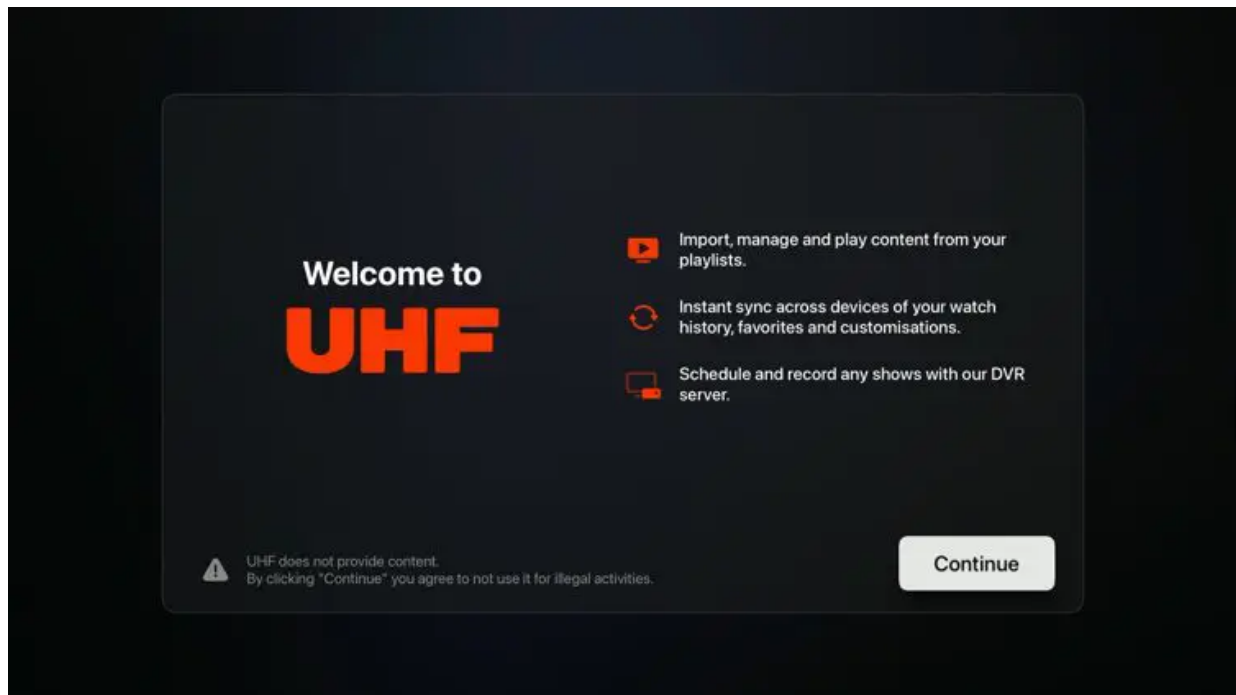 Welcome to
UHF
Import, manage and play content from your
playlists.
Instant sync across devices of your watch
history, favorites and customisations.
Schedule and record any shows with our DVR
server.
UHF does not provide content.
By clicking "Continue" you agree to not use it for illegal activities.
Continue